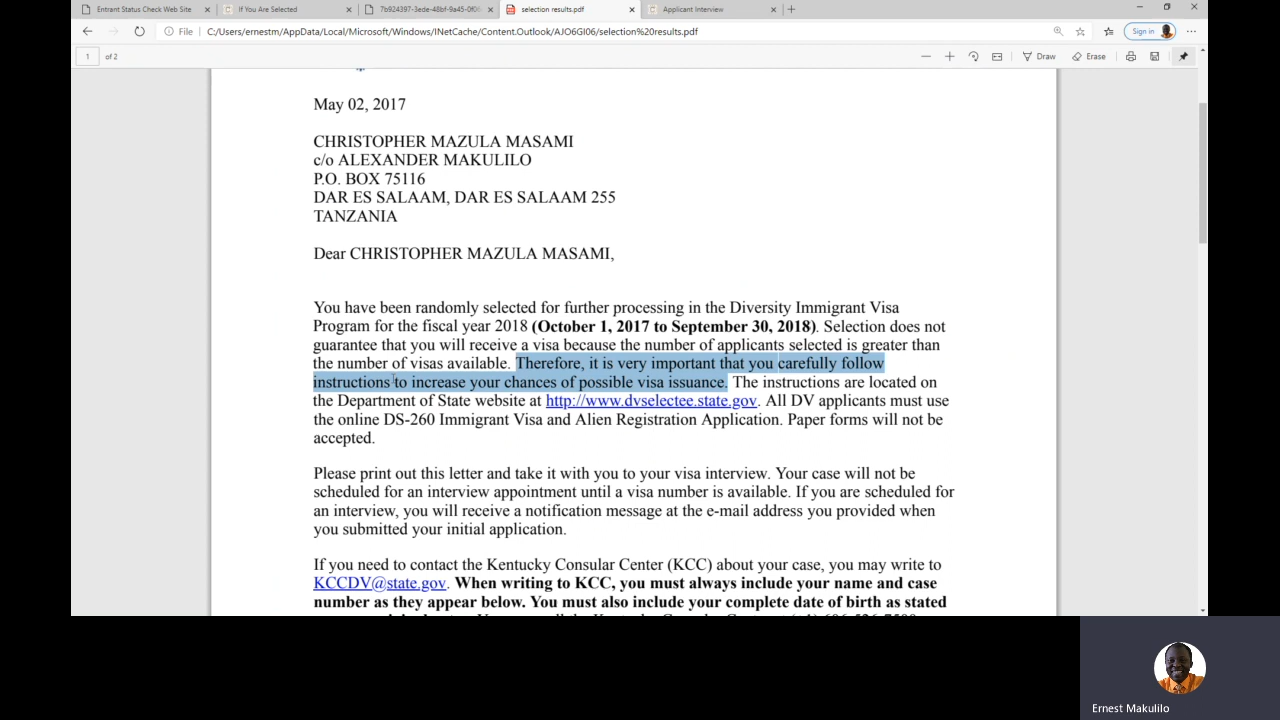 Entrant Status Check Web Site
If You Are Selected
7b924397-3ede-48bf-9a45-0f06
selection results.pdf
Applicant Interview
File
C:/Users/ernestm/AppData/Local/Microsoft/Windows/INetCache/Content.Outlook/AJO6GI06/selection%20results.pdf
Sign in
1 of 2
Draw
Erase
May 02, 2017
CHRISTOPHER MAZULA MASAMI
c/o ALEXANDER MAKULILO
P.O. BOX 75116
DAR ES SALAAM, DAR ES SALAAM 255
TANZANIA
Dear CHRISTOPHER MAZULA MASAMI,
You have been randomly selected for further processing in the Diversity Immigrant Visa
Program for the fiscal year 2018 (October 1, 2017 to September 30, 2018). Selection does not
guarantee that you will receive a visa because the number of applicants selected is greater than
the number of visas available. Therefore, it is very important that you carefully follow
instructions to increase your chances of possible visa issuance. The instructions are located on
the Department of State website at http://www.dvselectee.state.gov. All DV applicants must use
the online DS-260 Immigrant Visa and Alien Registration Application. Paper forms will not be
accepted.
Please print out this letter and take it with you to your visa interview. Your case will not be
scheduled for an interview appointment until a visa number is available. If you are scheduled for
an interview, you will receive a notification message at the e-mail address you provided when
you submitted your initial application.
If you need to contact the Kentucky Consular Center (KCC) about your case, you may write to
KCCDV@state.gov. When writing to KCC, you must always include your name and case
number as they appear below. You must also include your complete date of birth as stated
Ernest Makulilo